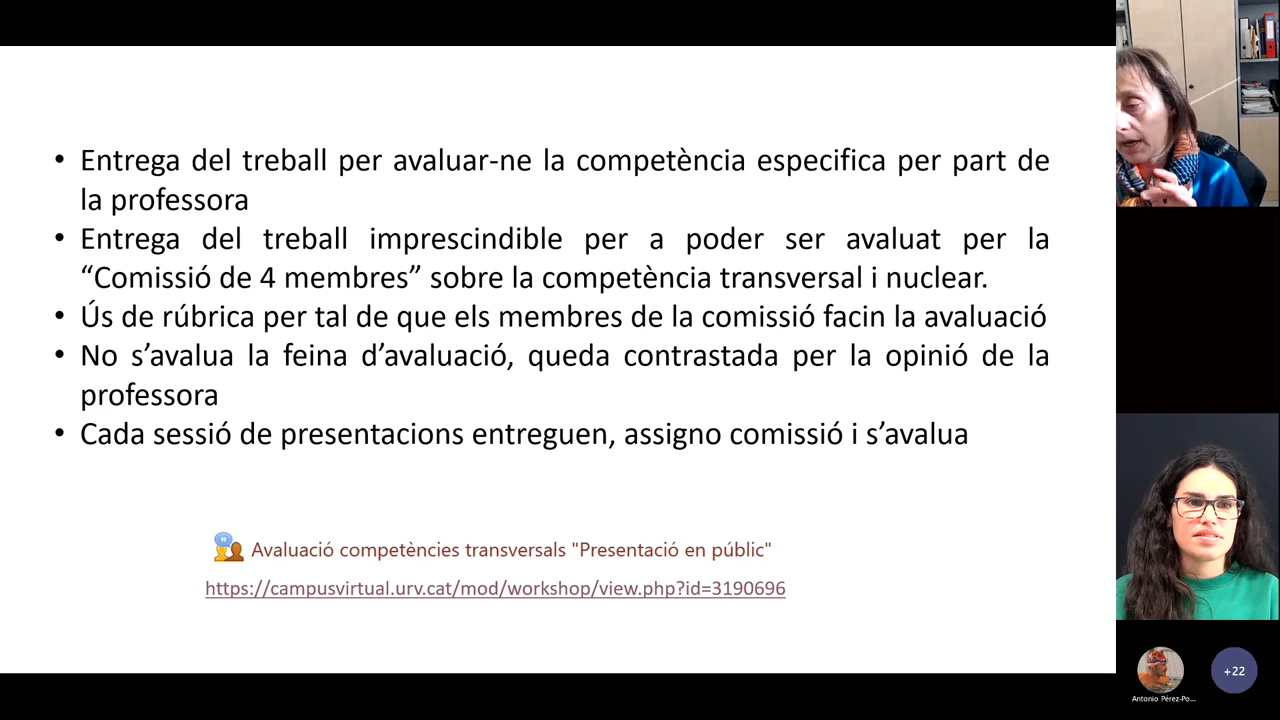 • Entrega del treball per avaluar-ne la competència especifica per part de
la professora
• Entrega del treball imprescindible per a poder ser avaluat per la
“Comissió de 4 membres” sobre la competència transversal i nuclear.
• Ús de rúbrica per tal de que els membres de la comissió facin la avaluació
• No s’avalua la feina d’avaluació, queda contrastada per la opinió de la
professora
• Cada sessió de presentacions entreguen, assigno comissió i s’avalua
Avaluació competències transversals "Presentació en públic"
https://campusvirtual.urv.cat/mod/workshop/view.php?id=3190696
Antonio Pérez-Po...
+22